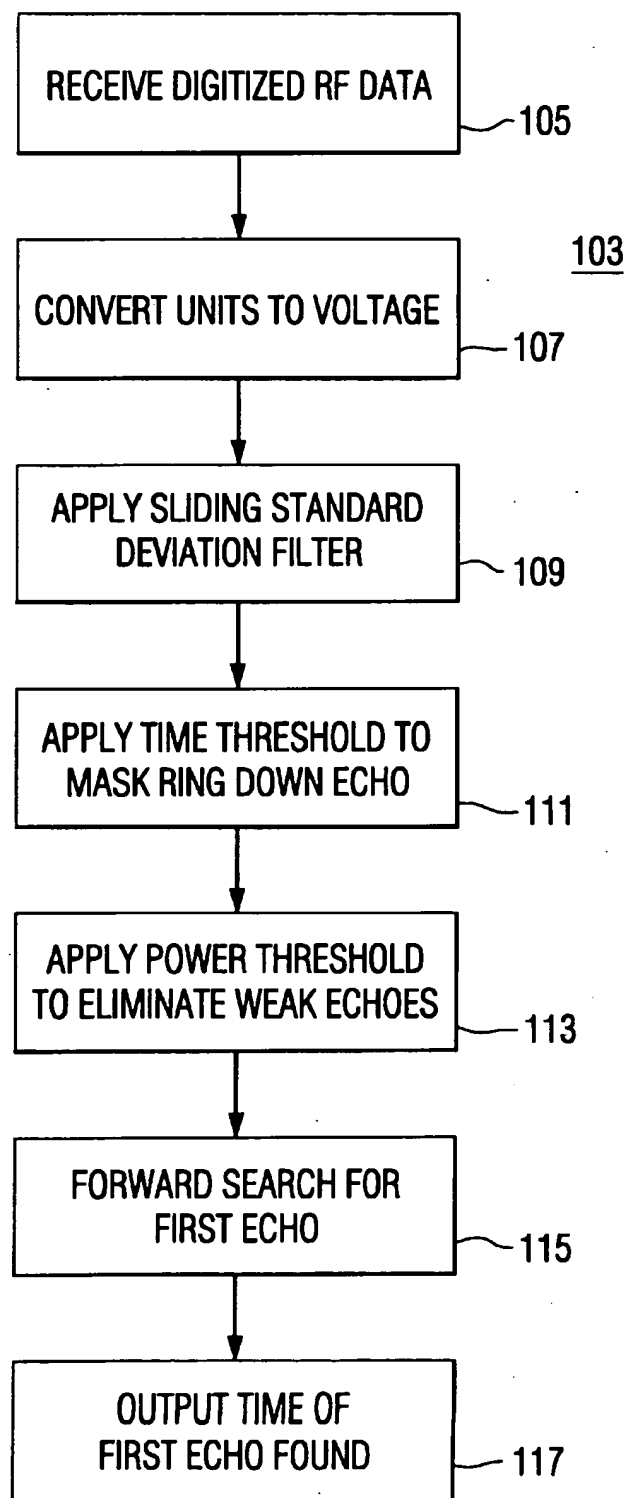 RECEIVE DIGITIZED RF DATA
105
103
CONVERT UNITS TO VOLTAGE
107
APPLY SLIDING STANDARD
DEVIATION FILTER
109
APPLY TIME THRESHOLD TO
MASK RING DOWN ECHO
111
APPLY POWER THRESHOLD
TO ELIMINATE WEAK ECHOES
113
FORWARD SEARCH FOR
FIRST ECHO
115
OUTPUT TIME OF
FIRST ECHO FOUND
117